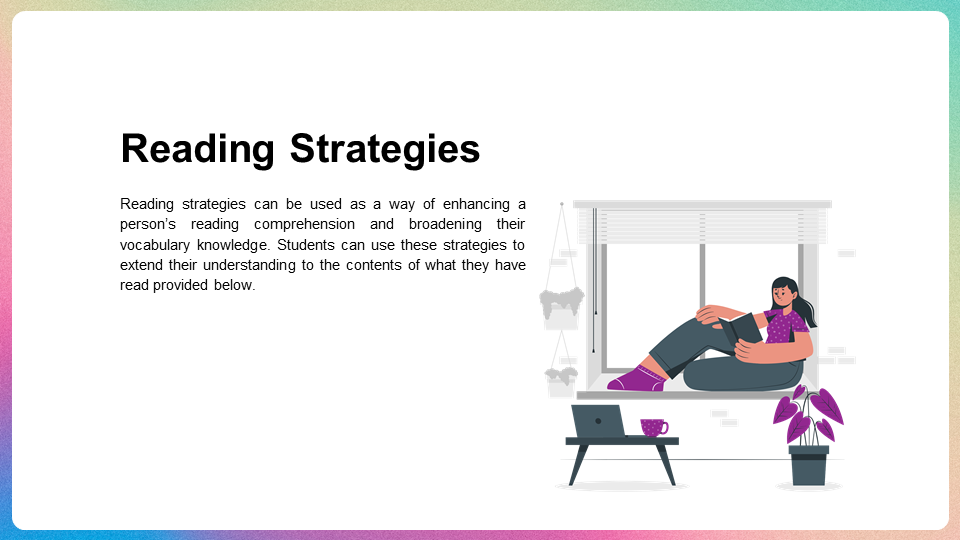 Reading Strategies
Reading strategies can be used as a way of enhancing a
person’s reading comprehension and broadening their
vocabulary knowledge. Students can use these strategies to
extend their understanding to the contents of what they have
read provided below.